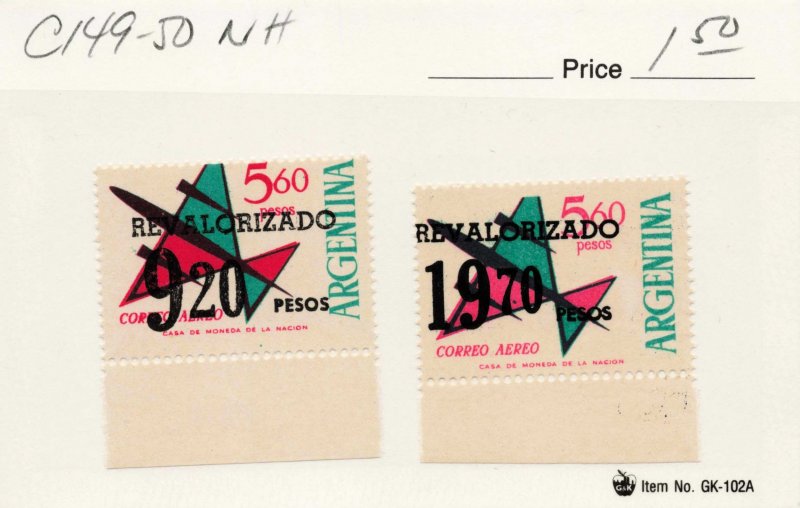 C149-50 NH
Price 1 50
5 60
pesos
REVALORIZADO
9 20 PESOS
CORREO AEREO
CASA DE MONEDA DE LA NACION
ARGENTINA
5 60
pesos
REVALORIZADO
19 70 PESOS
CORREO AEREO
CASA DE MONEDA DE LA NACION
ARGENTINA
G&K Item No. GK-102A